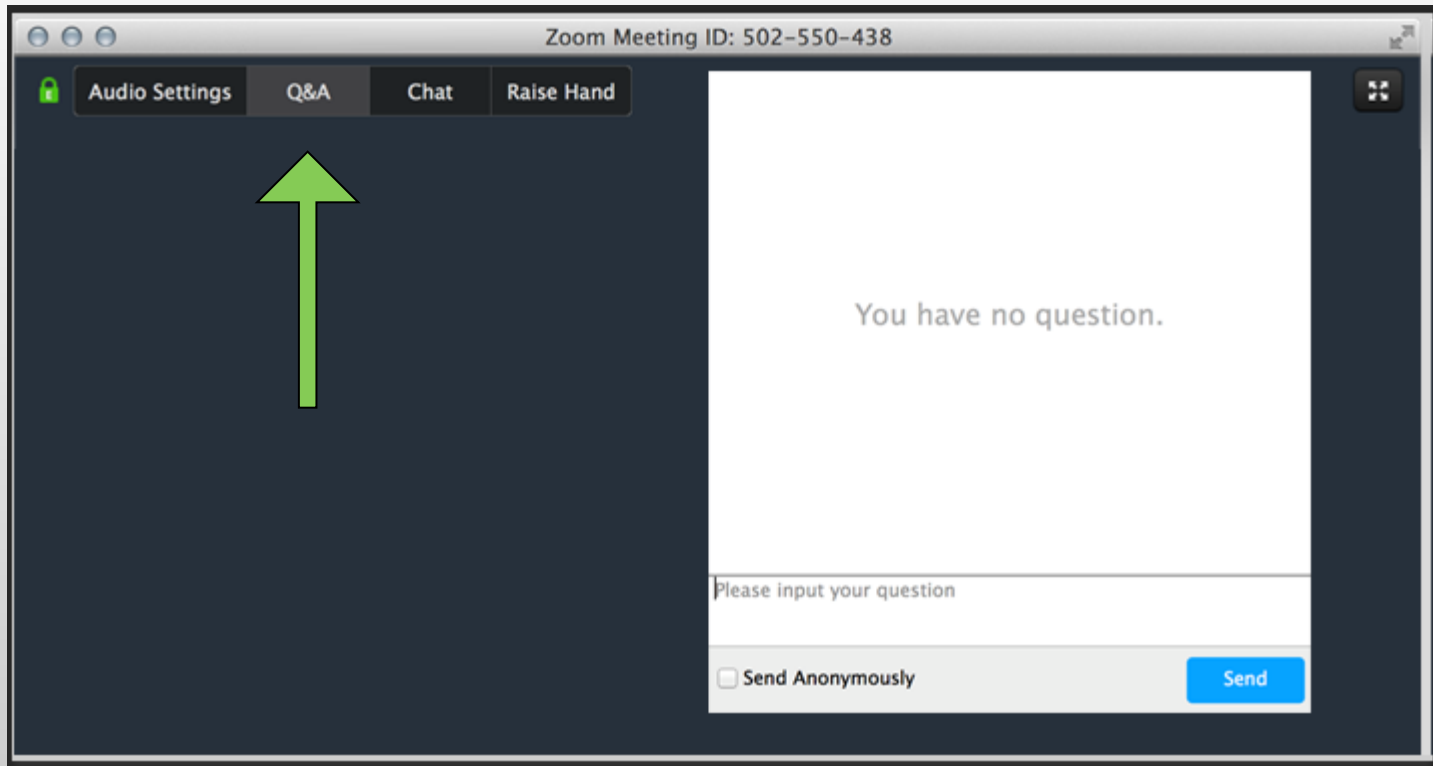 Zoom Meeting ID: 502-550-438
Audio Settings Q&A Chat Raise Hand
You have no question.
Please input your question
Send Anonymously Send